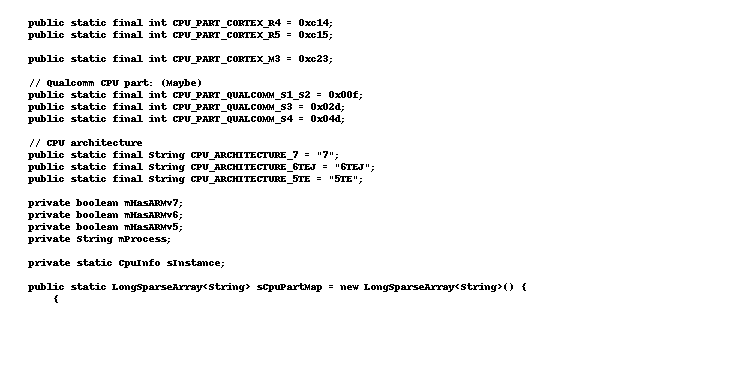 public static final int CPU_PART_CORTEX_R4 = 0xc14;
public static final int CPU_PART_CORTEX_R5 = 0xc15;
public static final int CPU_PART_CORTEX_M3 = 0xc23;
// Qualcomm CPU part: (Maybe)
public static final int CPU_PART_QUALCOMM_S1_S2 = 0x00f;
public static final int CPU_PART_QUALCOMM_S3 = 0x02d;
public static final int CPU_PART_QUALCOMM_S4 = 0x04d;
// CPU architecture
public static final String CPU_ARCHITECTURE_7 = "7";
public static final String CPU_ARCHITECTURE_6TEJ = "6TEJ";
public static final String CPU_ARCHITECTURE_5TE = "5TE";
private boolean mHasARMv7;
private boolean mHasARMv6;
private boolean mHasARMv5;
private String mProcess;
private static CpuInfo sInstance;
public static LongSparseArray<String> sCpuPartMap = new LongSparseArray<String>() {
{